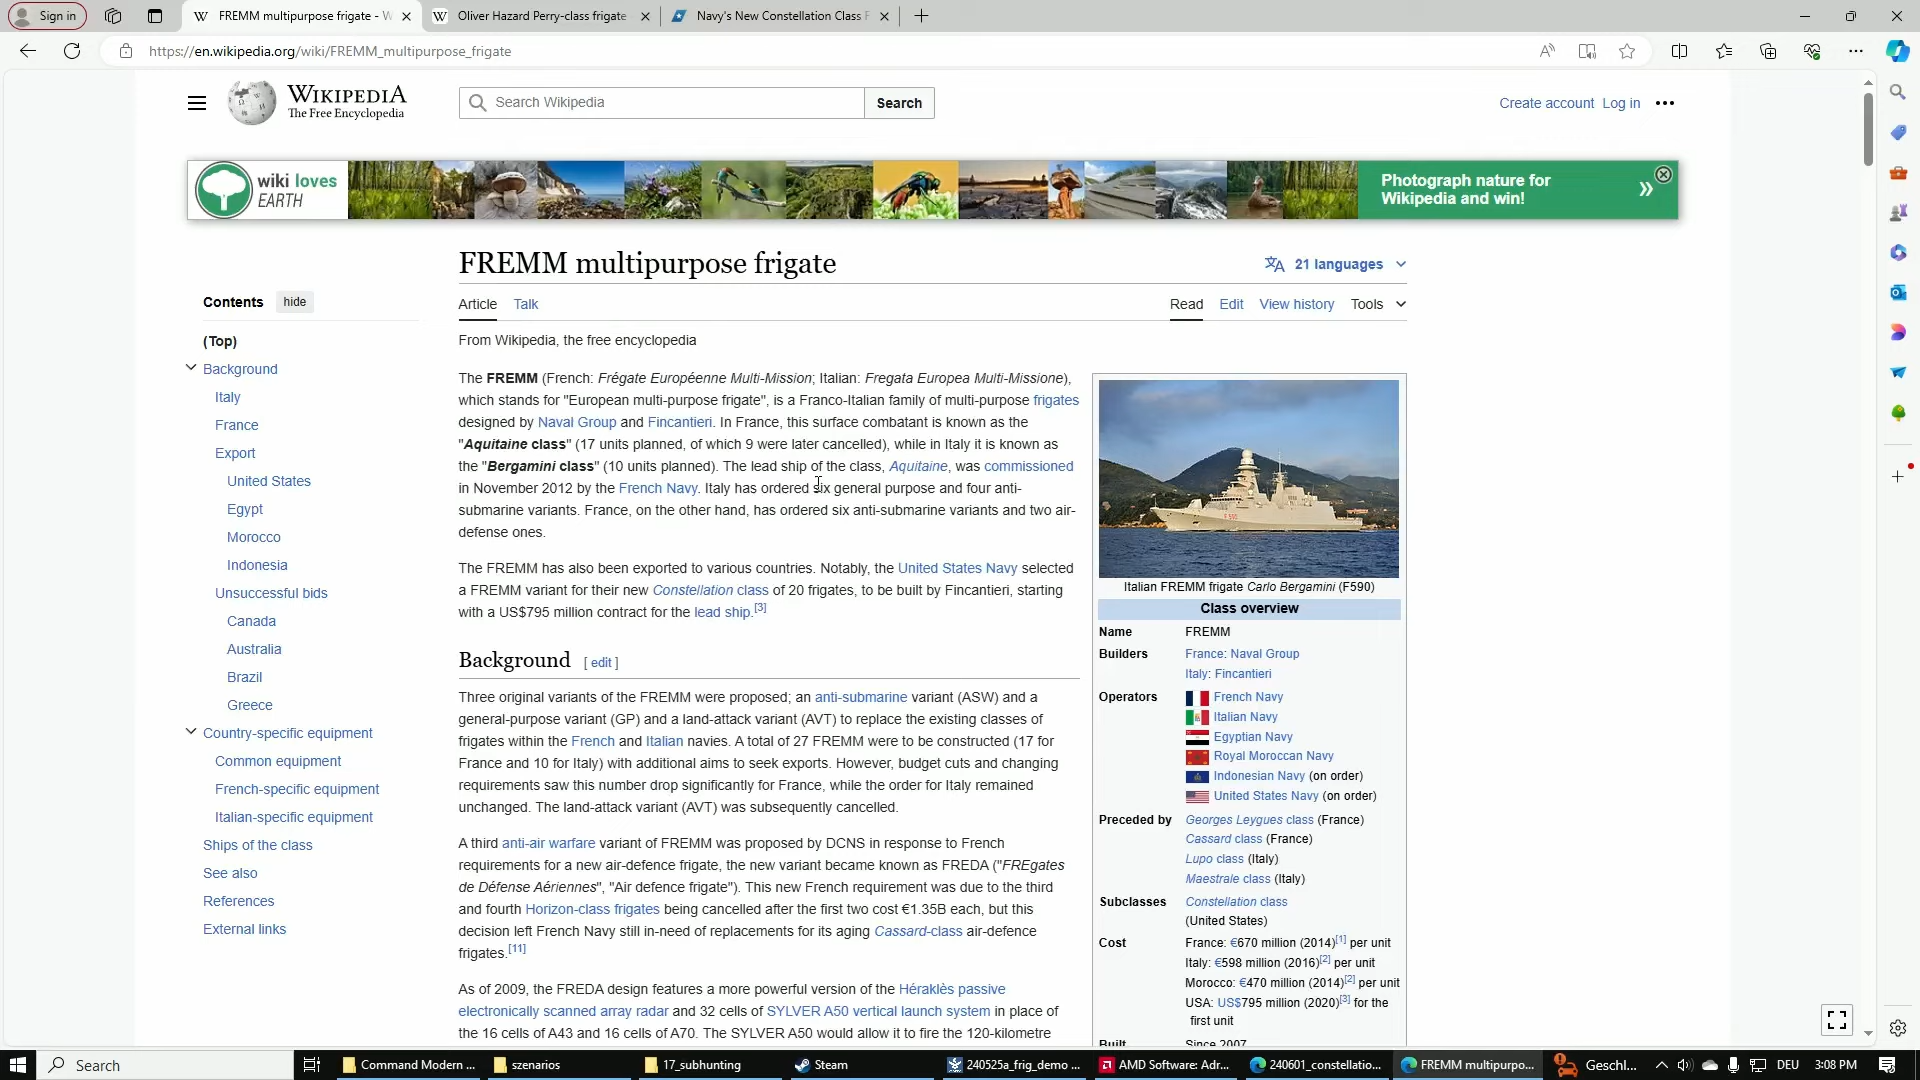 Sign in
FREMM multipurpose frigate - W
Oliver Hazard Perry-class frigate
Navy's New Constellation Class F
https://en.wikipedia.org/wiki/FREMM_multipurpose_frigate
WIKIPEDIA
The Free Encyclopedia
Search Wikipedia
Search
Create account Log in
wiki loves
EARTH
Photograph nature for
Wikipedia and win!
FREMM multipurpose frigate
21 languages
Contents hide
Article Talk
Read Edit View history Tools
(Top)
Background
Italy
France
Export
United States
Egypt
Morocco
Indonesia
Unsuccessful bids
Canada
Australia
Brazil
Greece
Country-specific equipment
Common equipment
French-specific equipment
Italian-specific equipment
Ships of the class
See also
References
External links
From Wikipedia, the free encyclopedia
The FREMM (French: Frégate Européenne Multi-Mission; Italian: Fregata Europea Multi-Missione),
which stands for "European multi-purpose frigate", is a Franco-Italian family of multi-purpose frigates
designed by Naval Group and Fincantieri. In France, this surface combatant is known as the
"Aquitaine class" (17 units planned, of which 9 were later cancelled), while in Italy it is known as
the "Bergamini class" (10 units planned). The lead ship of the class, Aquitaine, was commissioned
in November 2012 by the French Navy. Italy has ordered six general purpose and four anti-
submarine variants. France, on the other hand, has ordered six anti-submarine variants and two air-
defense ones.
The FREMM has also been exported to various countries. Notably, the United States Navy selected
a FREMM variant for their new Constellation class of 20 frigates, to be built by Fincantieri, starting
with a US$795 million contract for the lead ship.[3]
Background [ edit ]
Three original variants of the FREMM were proposed; an anti-submarine variant (ASW) and a
general-purpose variant (GP) and a land-attack variant (AVT) to replace the existing classes of
frigates within the French and Italian navies. A total of 27 FREMM were to be constructed (17 for
France and 10 for Italy) with additional aims to seek exports. However, budget cuts and changing
requirements saw this number drop significantly for France, while the order for Italy remained
unchanged. The land-attack variant (AVT) was subsequently cancelled.
A third anti-air warfare variant of FREMM was proposed by DCNS in response to French
requirements for a new air-defence frigate, the new variant became known as FREDA ("FREgates
de Défense Aériennes", "Air defence frigate"). This new French requirement was due to the third
and fourth Horizon-class frigates being cancelled after the first two cost €1.35B each, but this
decision left French Navy still in-need of replacements for its aging Cassard-class air-defence
frigates.[11]
As of 2009, the FREDA design features a more powerful version of the Héraklès passive
electronically scanned array radar and 32 cells of SYLVER A50 vertical launch system in place of
the 16 cells of A43 and 16 cells of A70. The SYLVER A50 would allow it to fire the 120-kilometre
Italian FREMM frigate Carlo Bergamini (F590)
Class overview
Name FREMM
Builders France: Naval Group
Italy: Fincantieri
Operators French Navy
Italian Navy
Egyptian Navy
Royal Moroccan Navy
Indonesian Navy (on order)
United States Navy (on order)
Preceded by Georges Leygues class (France)
Cassard class (France)
Lupo class (Italy)
Maestrale class (Italy)
Subclasses Constellation class
(United States)
Cost France: €670 million (2014)[1] per unit
Italy: €598 million (2016)[2] per unit
Morocco: €470 million (2014)[2] per unit
USA: US$795 million (2020)[3] for the
first unit
Built Since 2007
Search
Command Modern ...
szenarios
17_subhunting
Steam
240525a_frig_demo ...
AMD Software: Adr...
240601_constellatio...
FREMM multipurpo...
Geschl...
DEU
3:08 PM